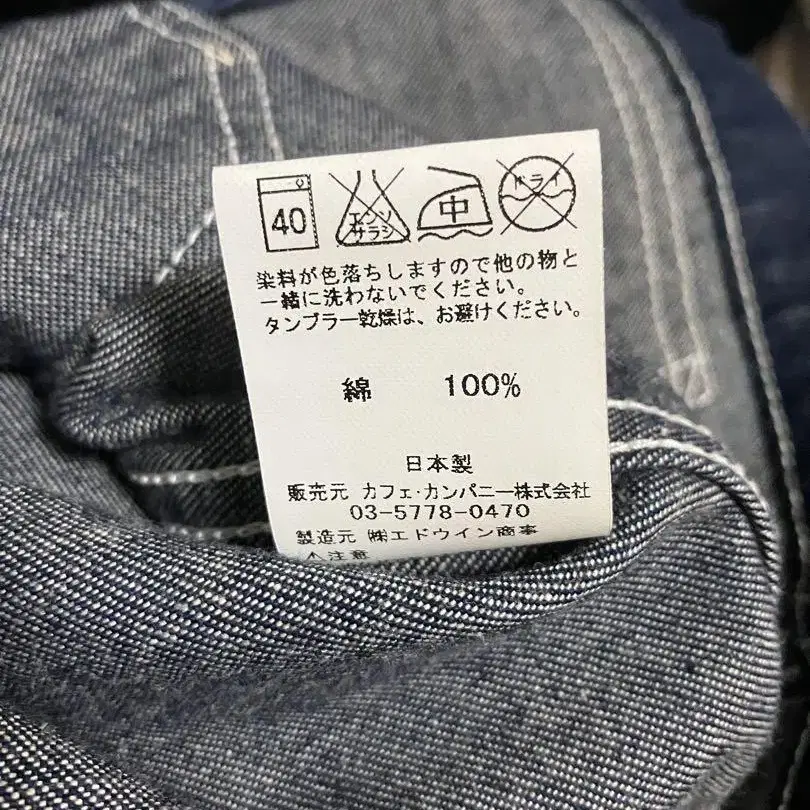 40 エンソ サラシ 中 ドライ
染料が色落ちしますので他の物と
一緒に洗わないでください。
タンブラー乾燥は、お避けください。
綿 100%
日本製
販売元 カフェ・カンパニー株式会社
03-5778-0470
製造元 ㈱エドウイン商事
⚠注意